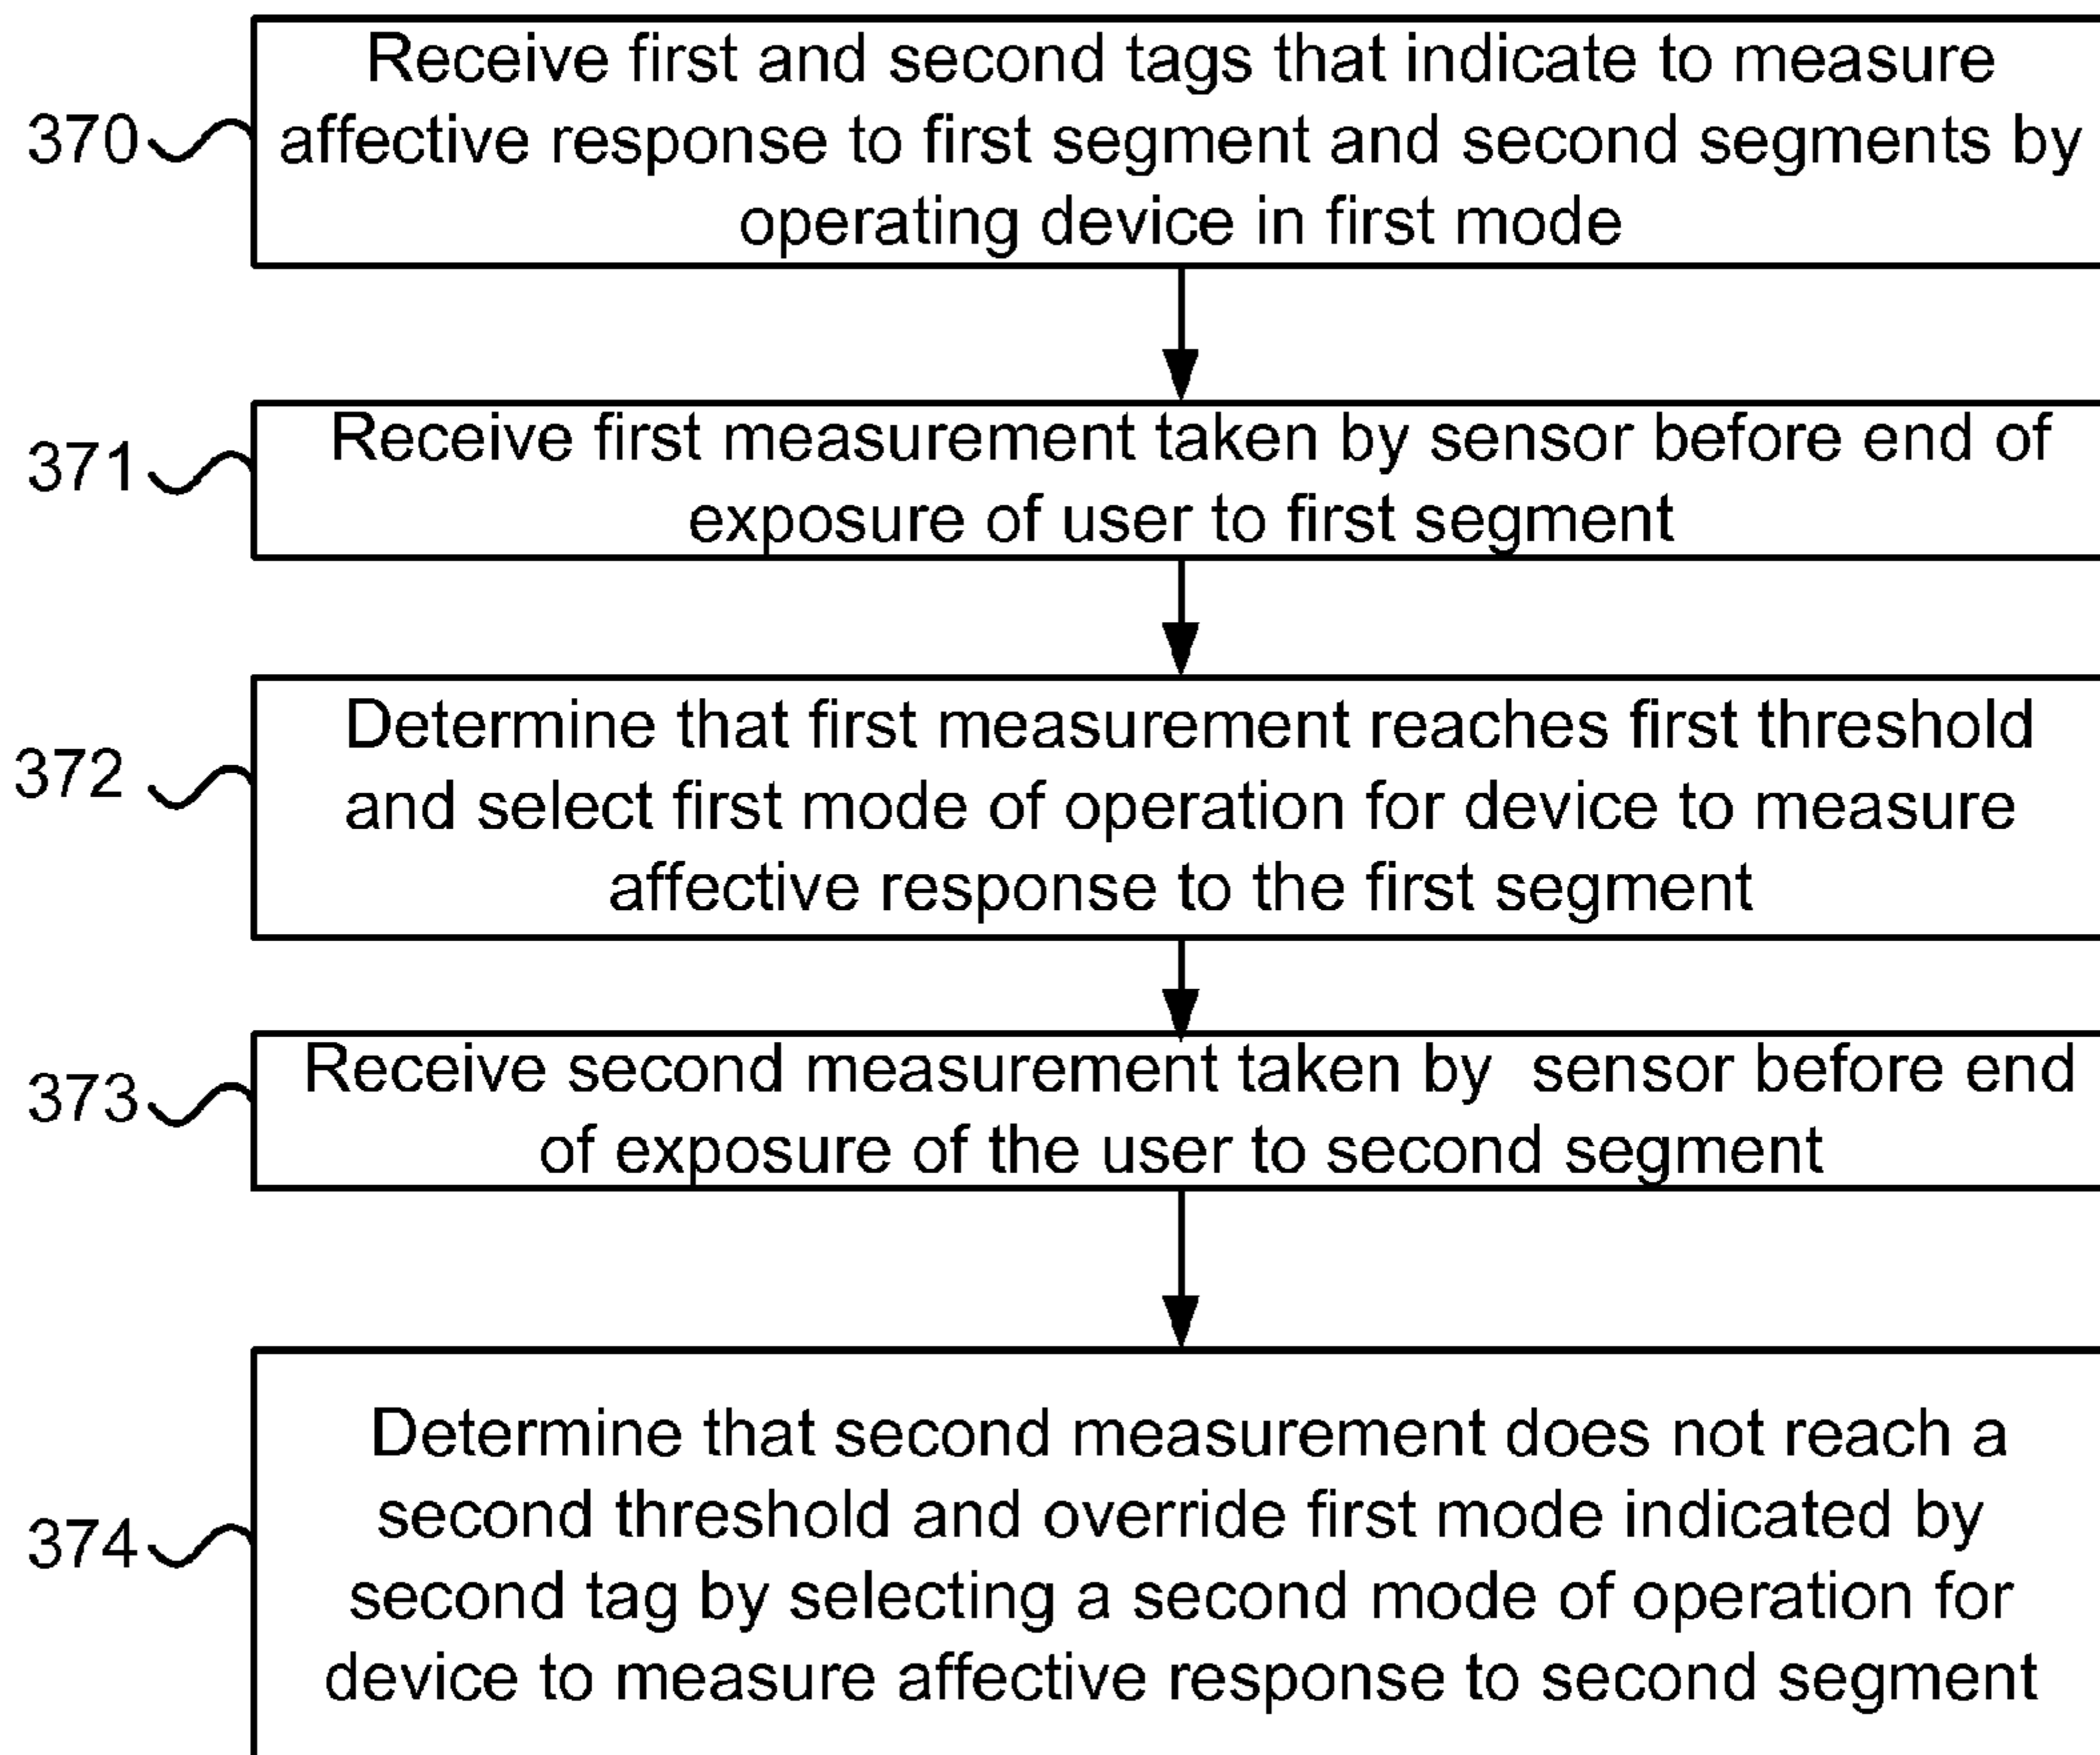 Receive first and second tags that indicate to measure
370
affective response to first segment and second segments by
operating device in first mode
Receive first measurement taken by sensor before end of
371
exposure of user to first segment
Determine that first measurement reaches first threshold
372
and select first mode of operation for device to measure
affective response to the first segment
Receive second measurement taken by sensor before end
373
of exposure of the user to second segment
Determine that second measurement does not reach a
second threshold and override first mode indicated by
374
second tag by selecting a second mode of operation for
device to measure affective response to second segment